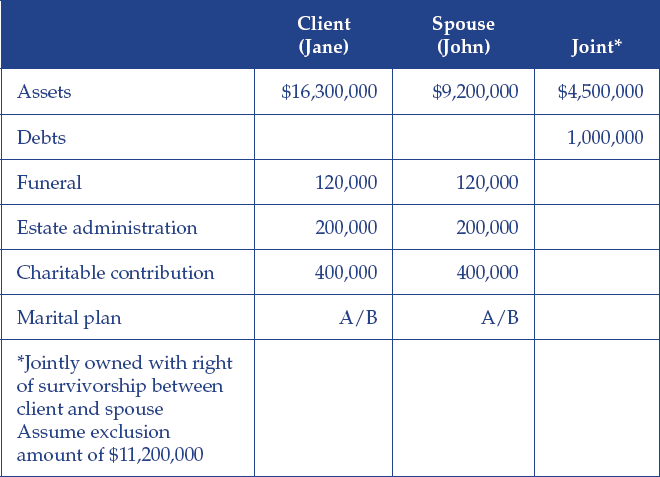 Client
(Jane)
Spouse
(John)
Joint*
Assets $16,300,000 $9,200,000 $4,500,000
Debts 1,000,000
Funeral 120,000 120,000
Estate administration 200,000 200,000
Charitable contribution 400,000 400,000
Marital plan A/B A/B
*Jointly owned with right
of survivorship between
client and spouse
Assume exclusion
amount of $11,200,000